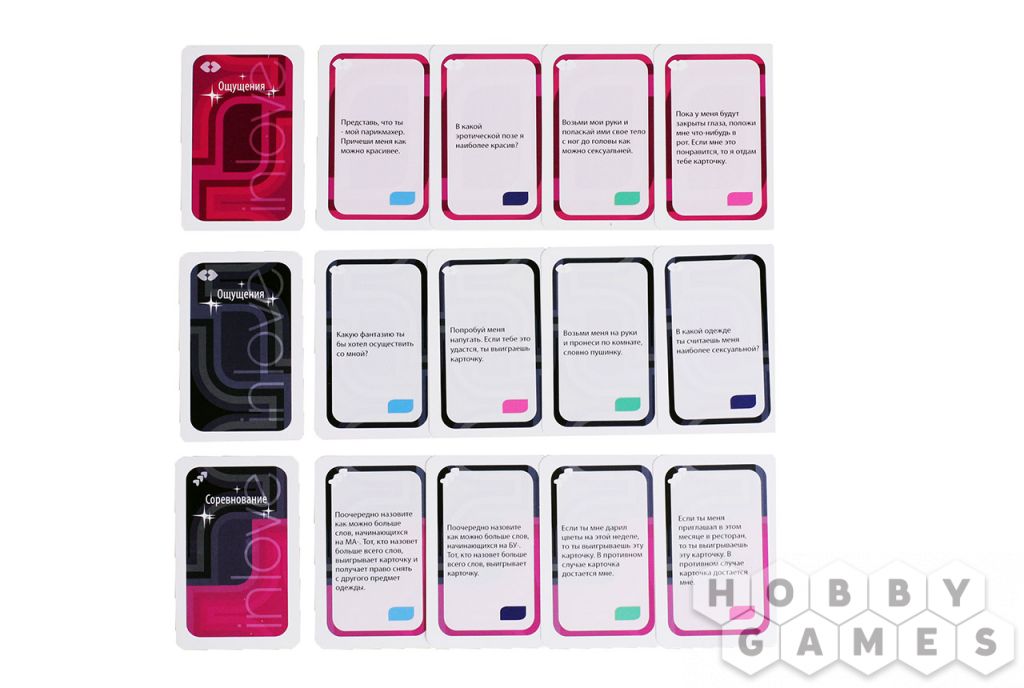 Ощущения
inlove
Представь, что ты
- мой парикмахер.
Причеши меня как
можно красивее.
В какой
эротической позе я
наиболее красив?
Возьми мои руки и
поласкай ими свое тело
с ног до головы как
можно сексуальней.
Пока у меня будут
закрыты глаза, положи
мне что-нибудь в
рот. Если мне это
понравится, то я отдам
тебе карточку.
Ощущения
inlove
Какую фантазию ты
бы хотел осуществить
со мной?
Попробуй меня
напугать. Если тебе это
удастся, ты выиграешь
карточку.
Возьми меня на руки
и пронеси по комнате,
словно пушинку.
В какой одежде
ты считаешь меня
наиболее сексуальной?
Соревнование
inlove
Поочередно назовите
как можно больше
слов, начинающихся
на МА-. Тот, кто назовет
больше всего слов,
выигрывает карточку и
получает право снять
с другого предмет
одежды.
Поочередно назовите
как можно больше слов,
начинающихся на БУ-.
Тот, кто назовет больше
всего слов, выигрывает
карточку.
Если ты мне дарил
цветы на этой неделе,
то ты выигрываешь эту
карточку. В противном
случае карточка
достается мне.
Если ты меня
приглашал в этом
месяце в ресторан,
то ты выигрываешь
эту карточку. В
противном случае
карточка достается
мне.
HOBBY
GAMES